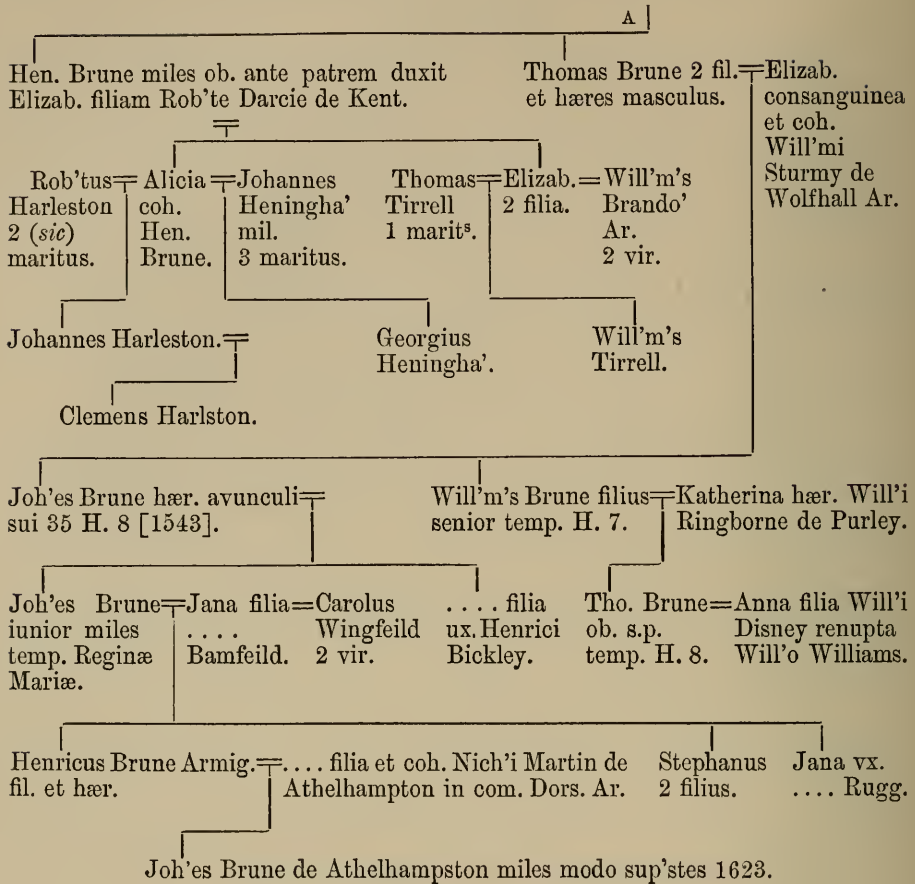 A
Hen. Brune miles ob. ante patrem duxit
Elizab. filiam Rob'te Darcie de Kent.
Thomas Brune 2 fil.
et hæres masculus.
Elizab.
consanguinea
et coh.
Will'mi
Sturmy de
Wolfhall Ar.
Rob'tus
Harleston
2 (sic)
maritus.
Alicia
coh.
Hen.
Brune.
Johannes
Heningha'
mil.
3 maritus.
Thomas
Tirrell
1 maritˢ.
Elizab.
2 filia.
=
Will'm's
Brando'
Ar.
2 vir.
Johannes Harleston.
Georgius
Heningha'.
Will'm's
Tirrell.
Clemens Harlston.
Joh'es Brune hær. avunculi
sui 35 H. 8 [1543].
Will'm's Brune filius
senior temp. H. 7.
Katherina hær. Will'i
Ringborne de Purley.
Joh'es Brune
iunior miles
temp. Reginæ
Mariæ.
Jana filia
. . . .
Bamfeild.
=
Carolus
Wingfeild
2 vir.
. . . . filia
ux. Henrici
Bickley.
Tho. Brune
ob. s.p.
temp. H. 8.
=
Anna filia Will'i
Disney renupta
Will'o Williams.
Henricus Brune Armig.
fil. et hær.
. . . . filia et coh. Nich'i Martin de
Athelhampton in com. Dors. Ar.
Stephanus
2 filius.
Jana vx.
. . . . Rugg.
Joh'es Brune de Athelhampston miles modo sup'stes 1623.